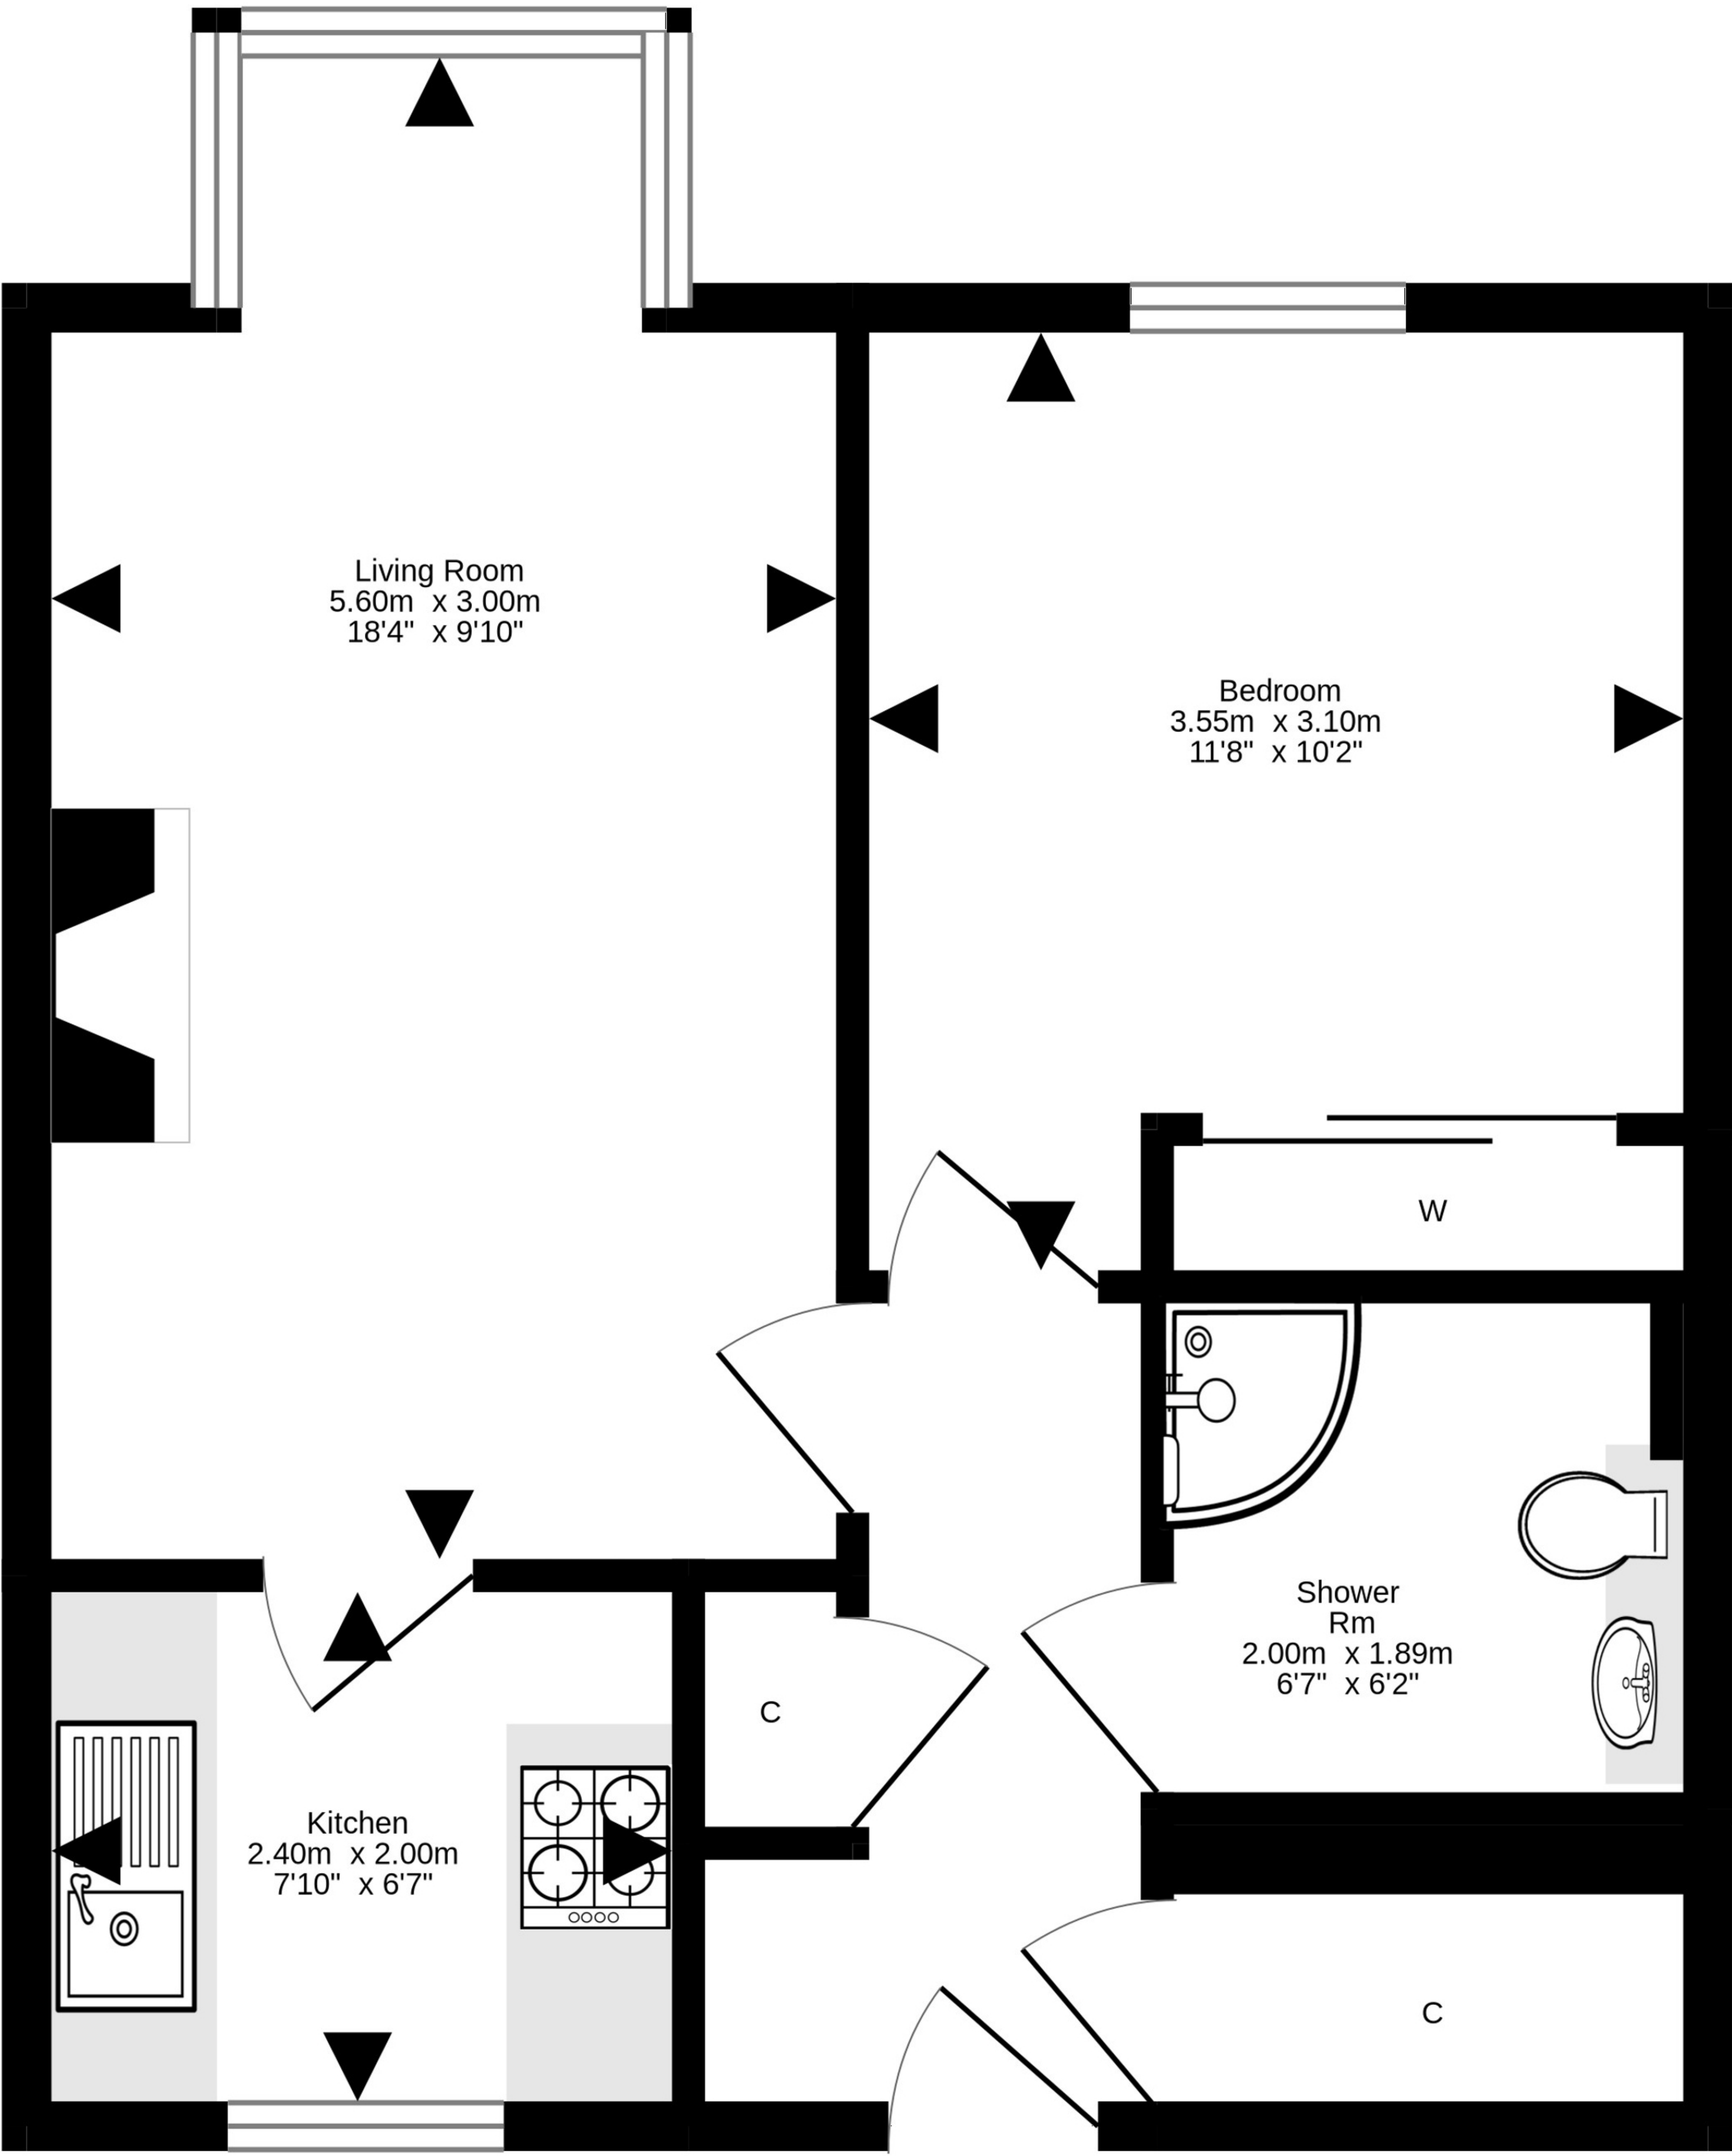 Living Room
5.60m x 3.00m
18'4" x 9'10"
Bedroom
3.55m x 3.10m
11'8" x 10'2"
W
Shower
Rm
2.00m x 1.89m
6'7" x 6'2"
C
Kitchen
2.40m x 2.00m
7'10" x 6'7"
C